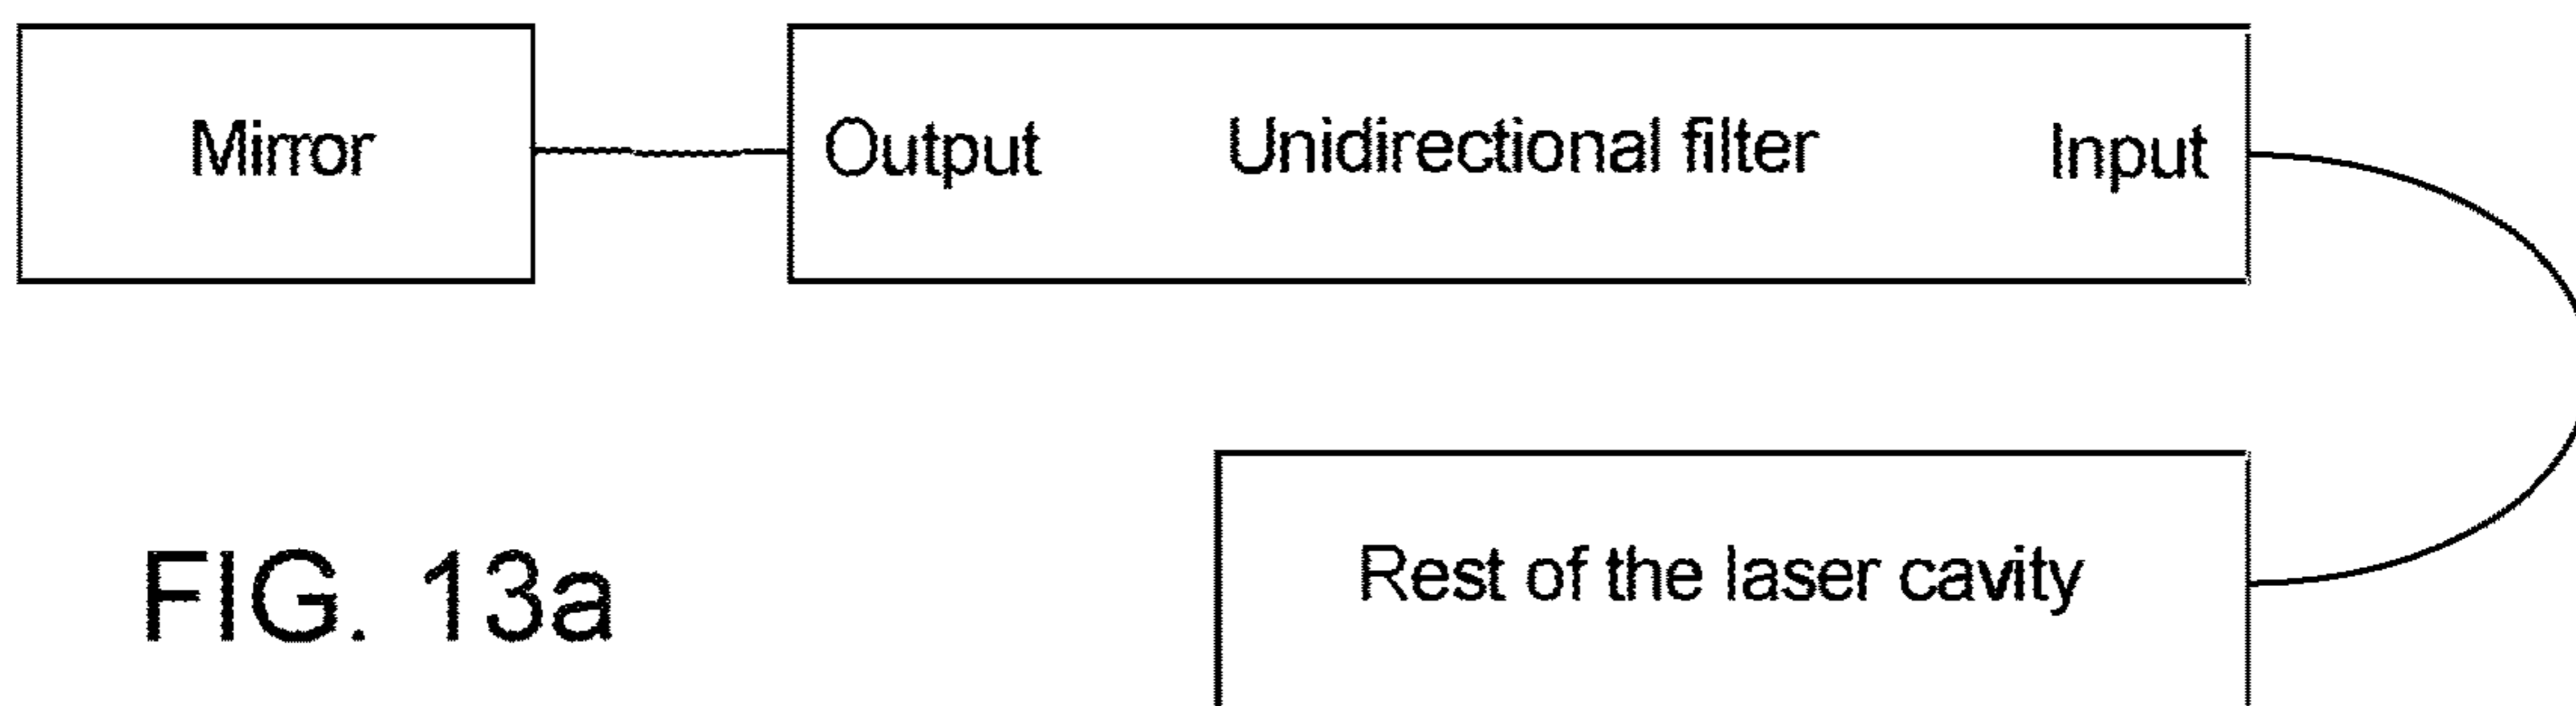 Mirror
Output Unidirectional filter Input
Rest of the laser cavity
FIG. 13a